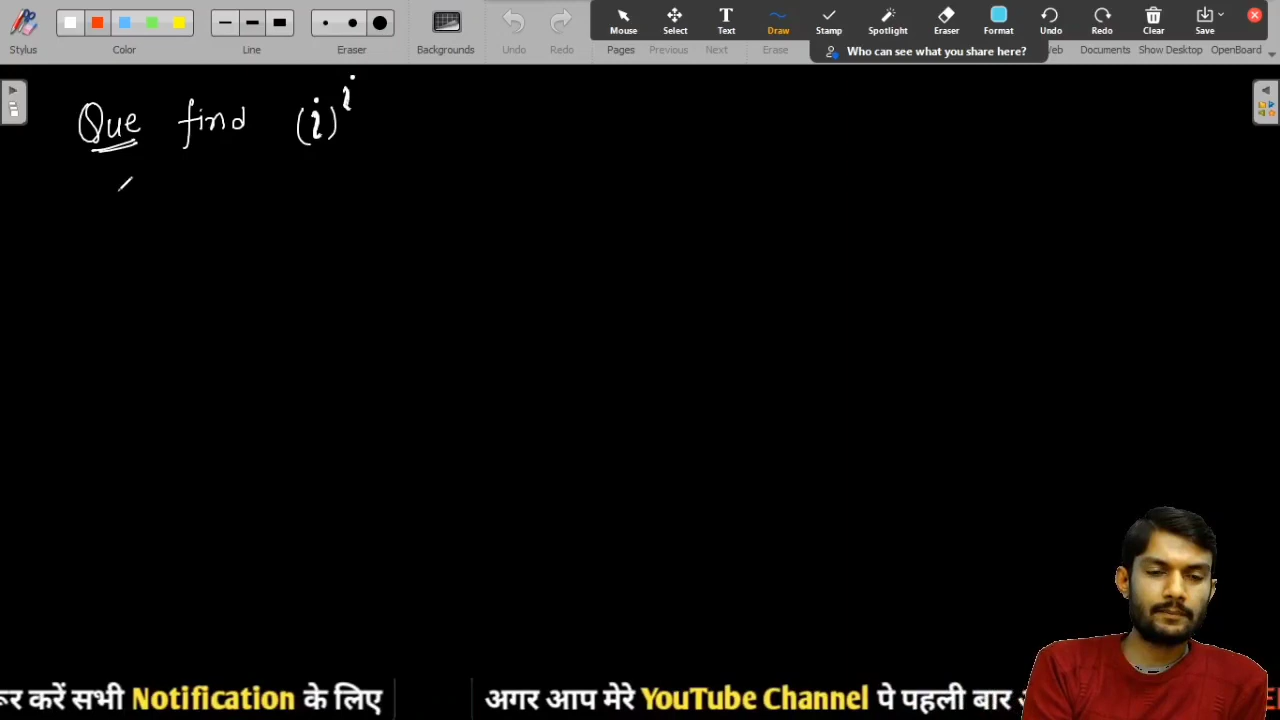 Mouse Select Text Draw Stamp Spotlight Eraser Format Undo Redo Clear Save
Stylus Color Line Eraser Backgrounds Undo Redo Pages Previous Next Erase Documents Show Desktop OpenBoard
Who can see what you share here?
Que find (i)^i
करें सभी Notification के लिए
अगर आप मेरे YouTube Channel पे पहली बार